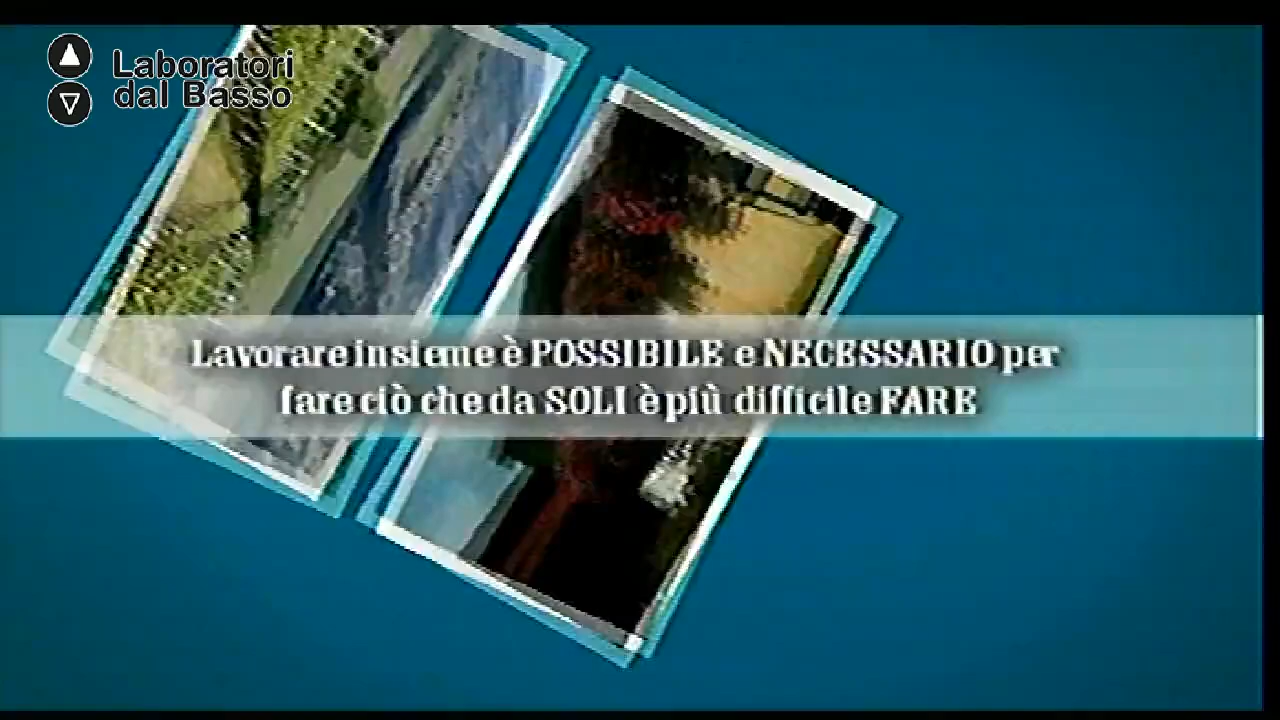 Laboratori
dal Basso
Lavorare insieme è POSSIBILE e NECESSARIO per
fare ciò che da SOLI è più difficile FARE